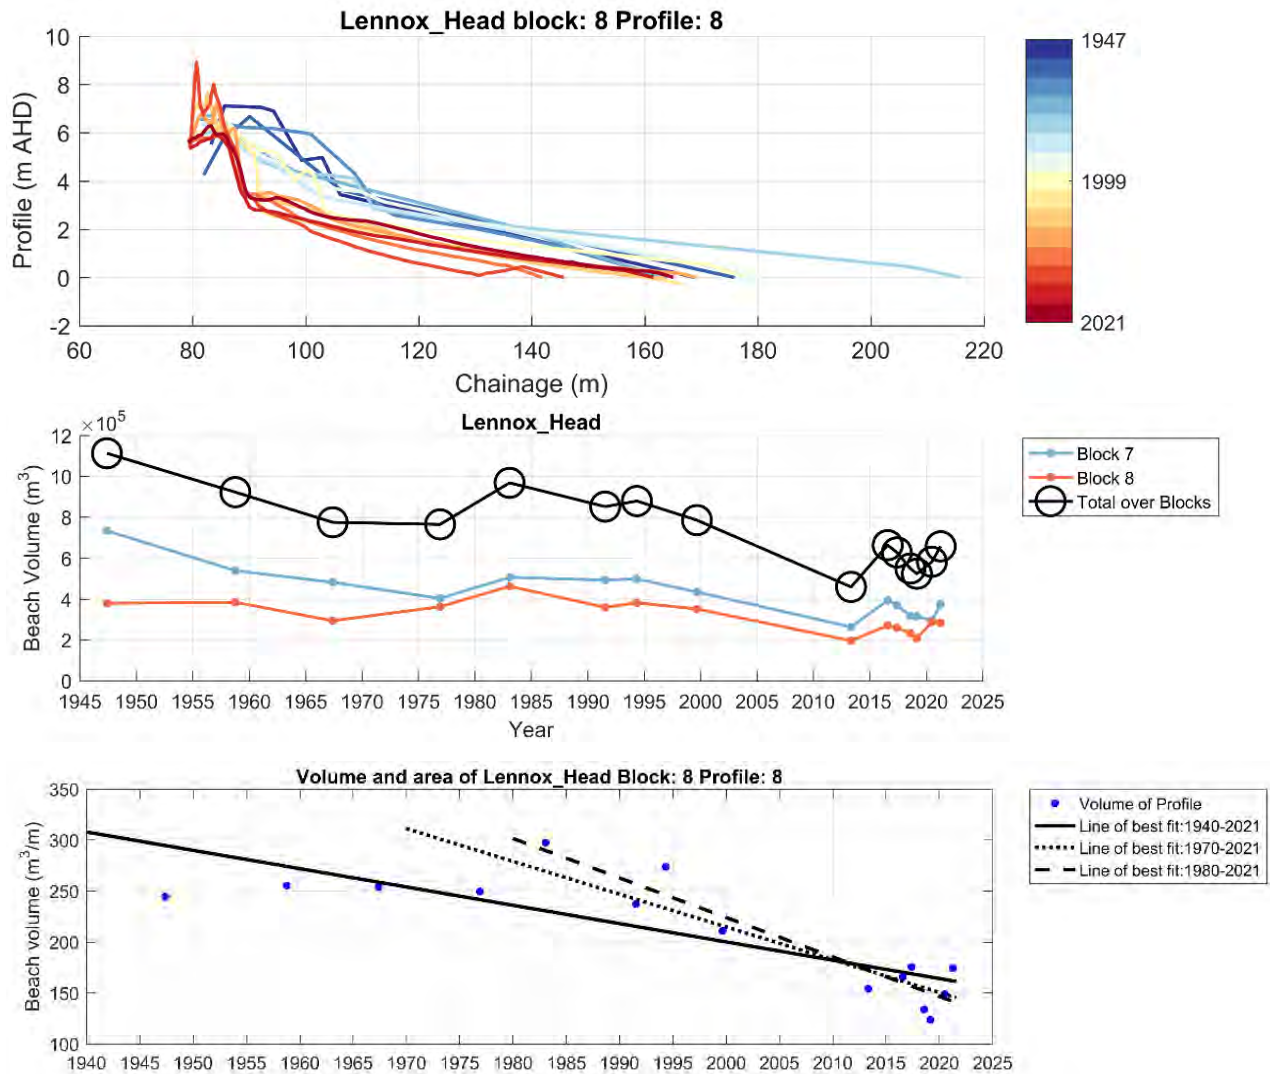 Lennox_Head block: 8 Profile: 8
10
8
6
4
2
0
-2
Profile (m AHD)
60 80 100 120 140 160 180 200 220
Chainage (m)
1947
1999
2021
×10⁵
Lennox_Head
12
10
8
6
4
2
0
Beach Volume (m³)
1945 1950 1955 1960 1965 1970 1975 1980 1985 1990 1995 2000 2005 2010 2015 2020 2025
Year
Block 7
Block 8
Total over Blocks
Volume and area of Lennox_Head Block: 8 Profile: 8
350
300
250
200
150
100
Beach volume (m³/m)
1940 1945 1950 1955 1960 1965 1970 1975 1980 1985 1990 1995 2000 2005 2010 2015 2020 2025
Volume of Profile
Line of best fit:1940-2021
Line of best fit:1970-2021
Line of best fit:1980-2021